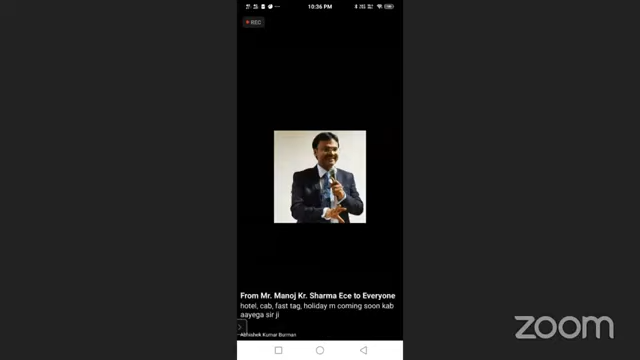 10:36 PM
REC
From Mr. Manoj Kr. Sharma Ece to Everyone
hotel, cab, fast tag, holiday m coming soon kab
aayega sir ji
Abhishek Kumar Burman
zoom